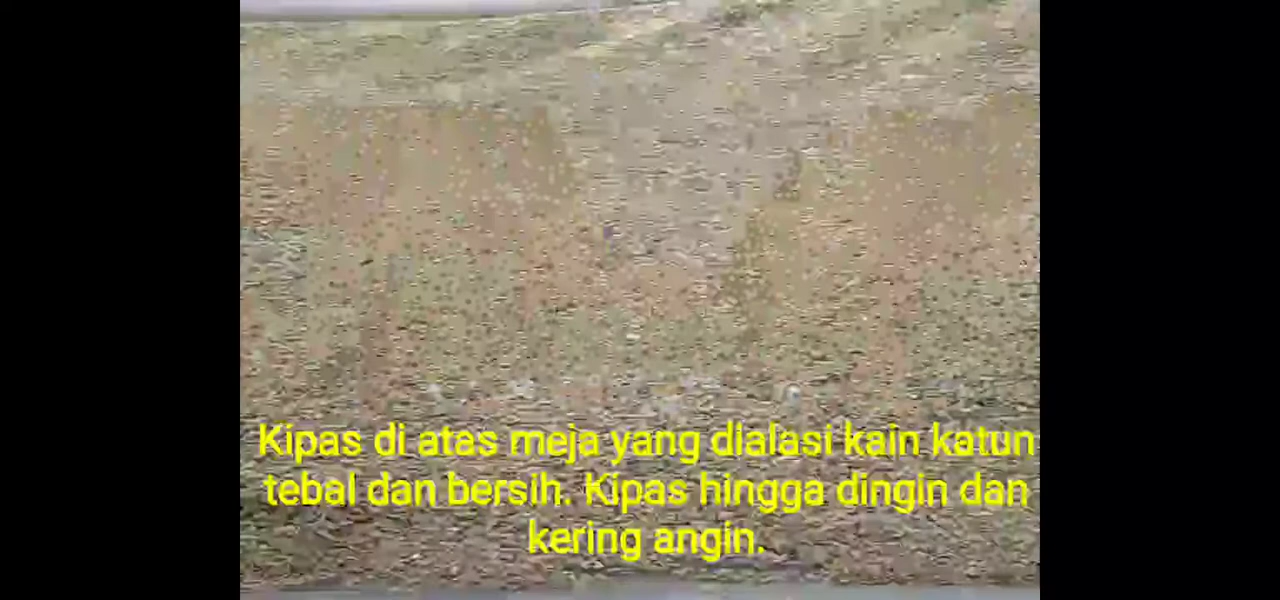 Kipas di atas meja yang dialasi kain katun
tebal dan bersih. Kipas hingga dingin dan
kering angin.